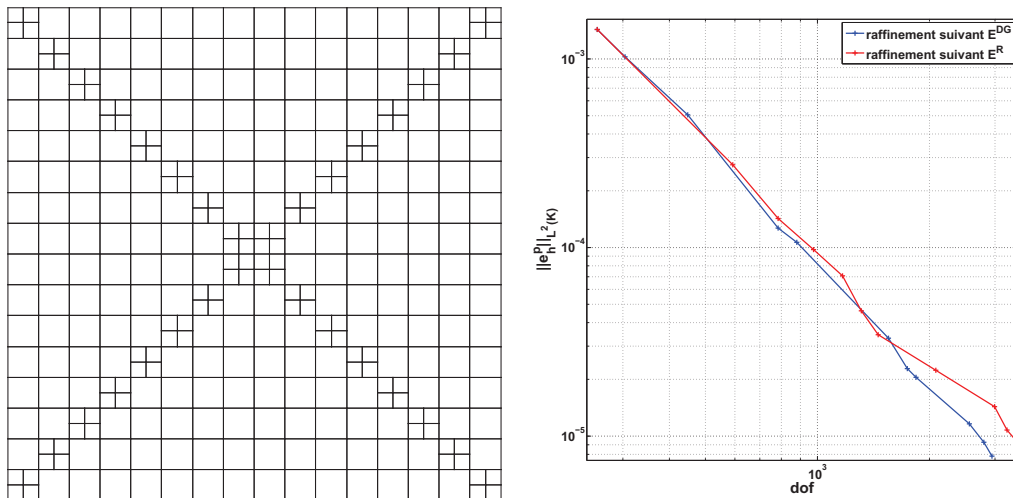 raffinement suivant E^DG
raffinement suivant E^R
10^-3
10^-4
10^-5
||e_h^p||_L^2(K)
10^3
dof